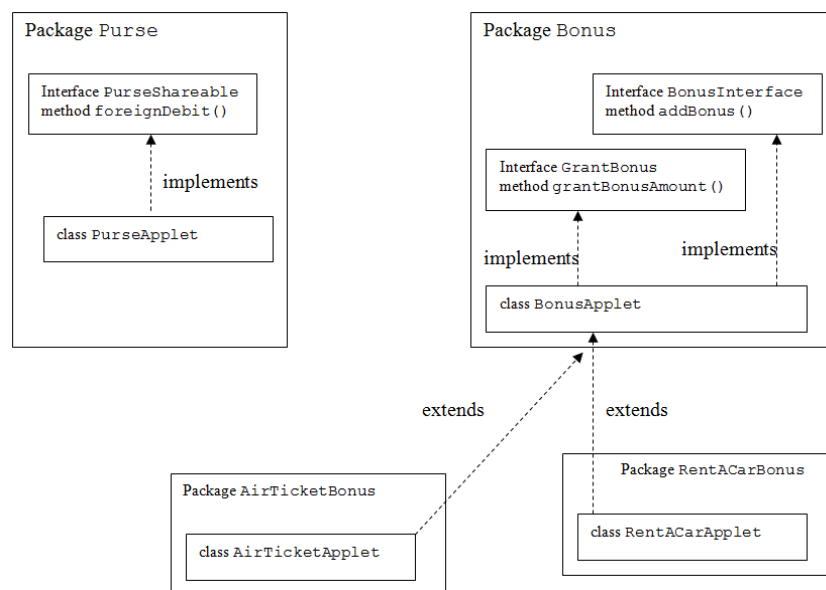 Package Purse
Interface PurseShareable
method foreignDebit()
implements
class PurseApplet
Package Bonus
Interface BonusInterface
method addBonus()
Interface GrantBonus
method grantBonusAmount()
implements
implements
class BonusApplet
extends
extends
Package AirTicketBonus
class AirTicketApplet
Package RentACarBonus
class RentACarApplet